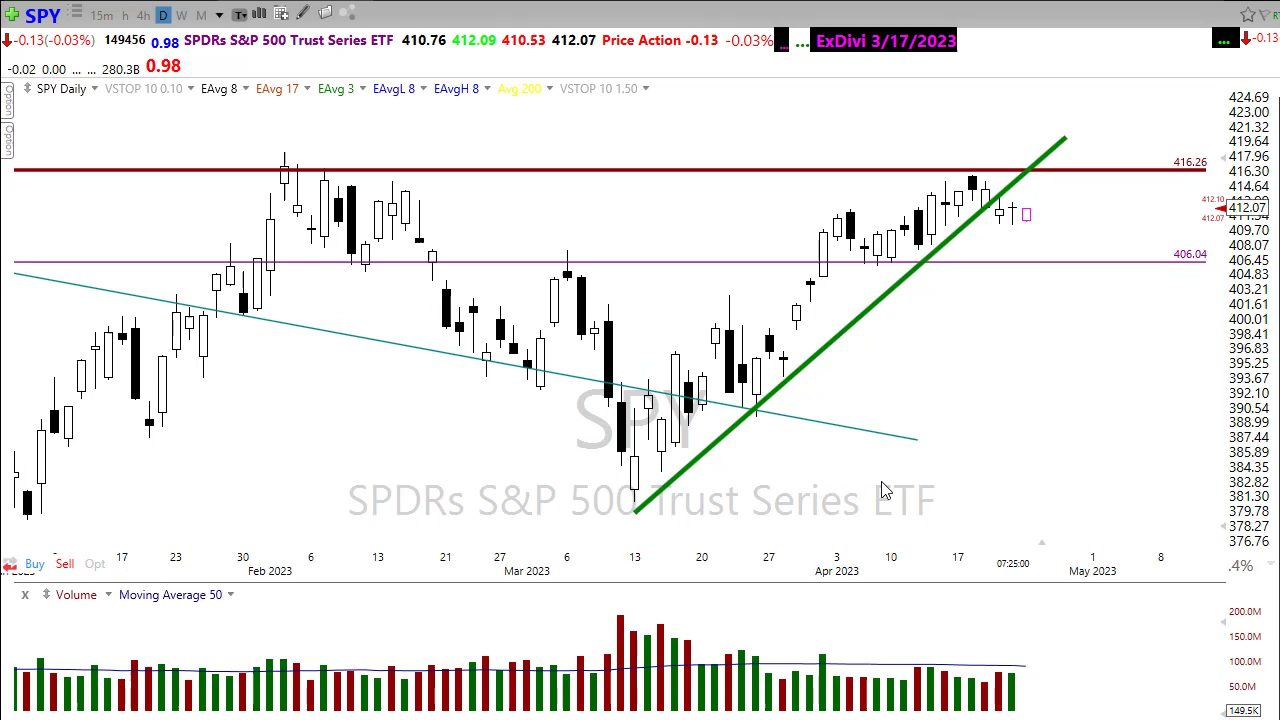 SPY 15m h 4h D W M T
-0.13(-0.03%) 149456 0.98 SPDRs S&P 500 Trust Series ETF 410.76 412.09 410.53 412.07 Price Action -0.13 -0.03% ... ... ExDivi 3/17/2023 ... -0.13
-0.02 0.00 ... ... 280.3B 0.98
Option
Option
SPY Daily VSTOP 10 0.10 EAvg 8 EAvg 17 EAvg 3 EAvgL 8 EAvgH 8 Avg 200 VSTOP 10 1.50
424.69
423.00
421.32
419.64
417.96
416.26
416.30
414.64
412.10
412.07
412.07
409.70
408.07
406.04
406.45
404.83
403.21
401.61
400.01
398.41
396.83
395.25
393.67
392.10
390.54
388.99
387.44
385.89
384.35
382.82
381.30
379.78
378.27
376.76
SPY
SPDRs S&P 500 Trust Series ETF
17 23 30 6 13 21 27 6 13 20 27 3 10 17 1 8
Buy Sell Opt 07:25:00 .4%
Feb 2023 Mar 2023 Apr 2023 May 2023
x Volume Moving Average 50
200.0M
150.0M
100.0M
50.0M
149.5K